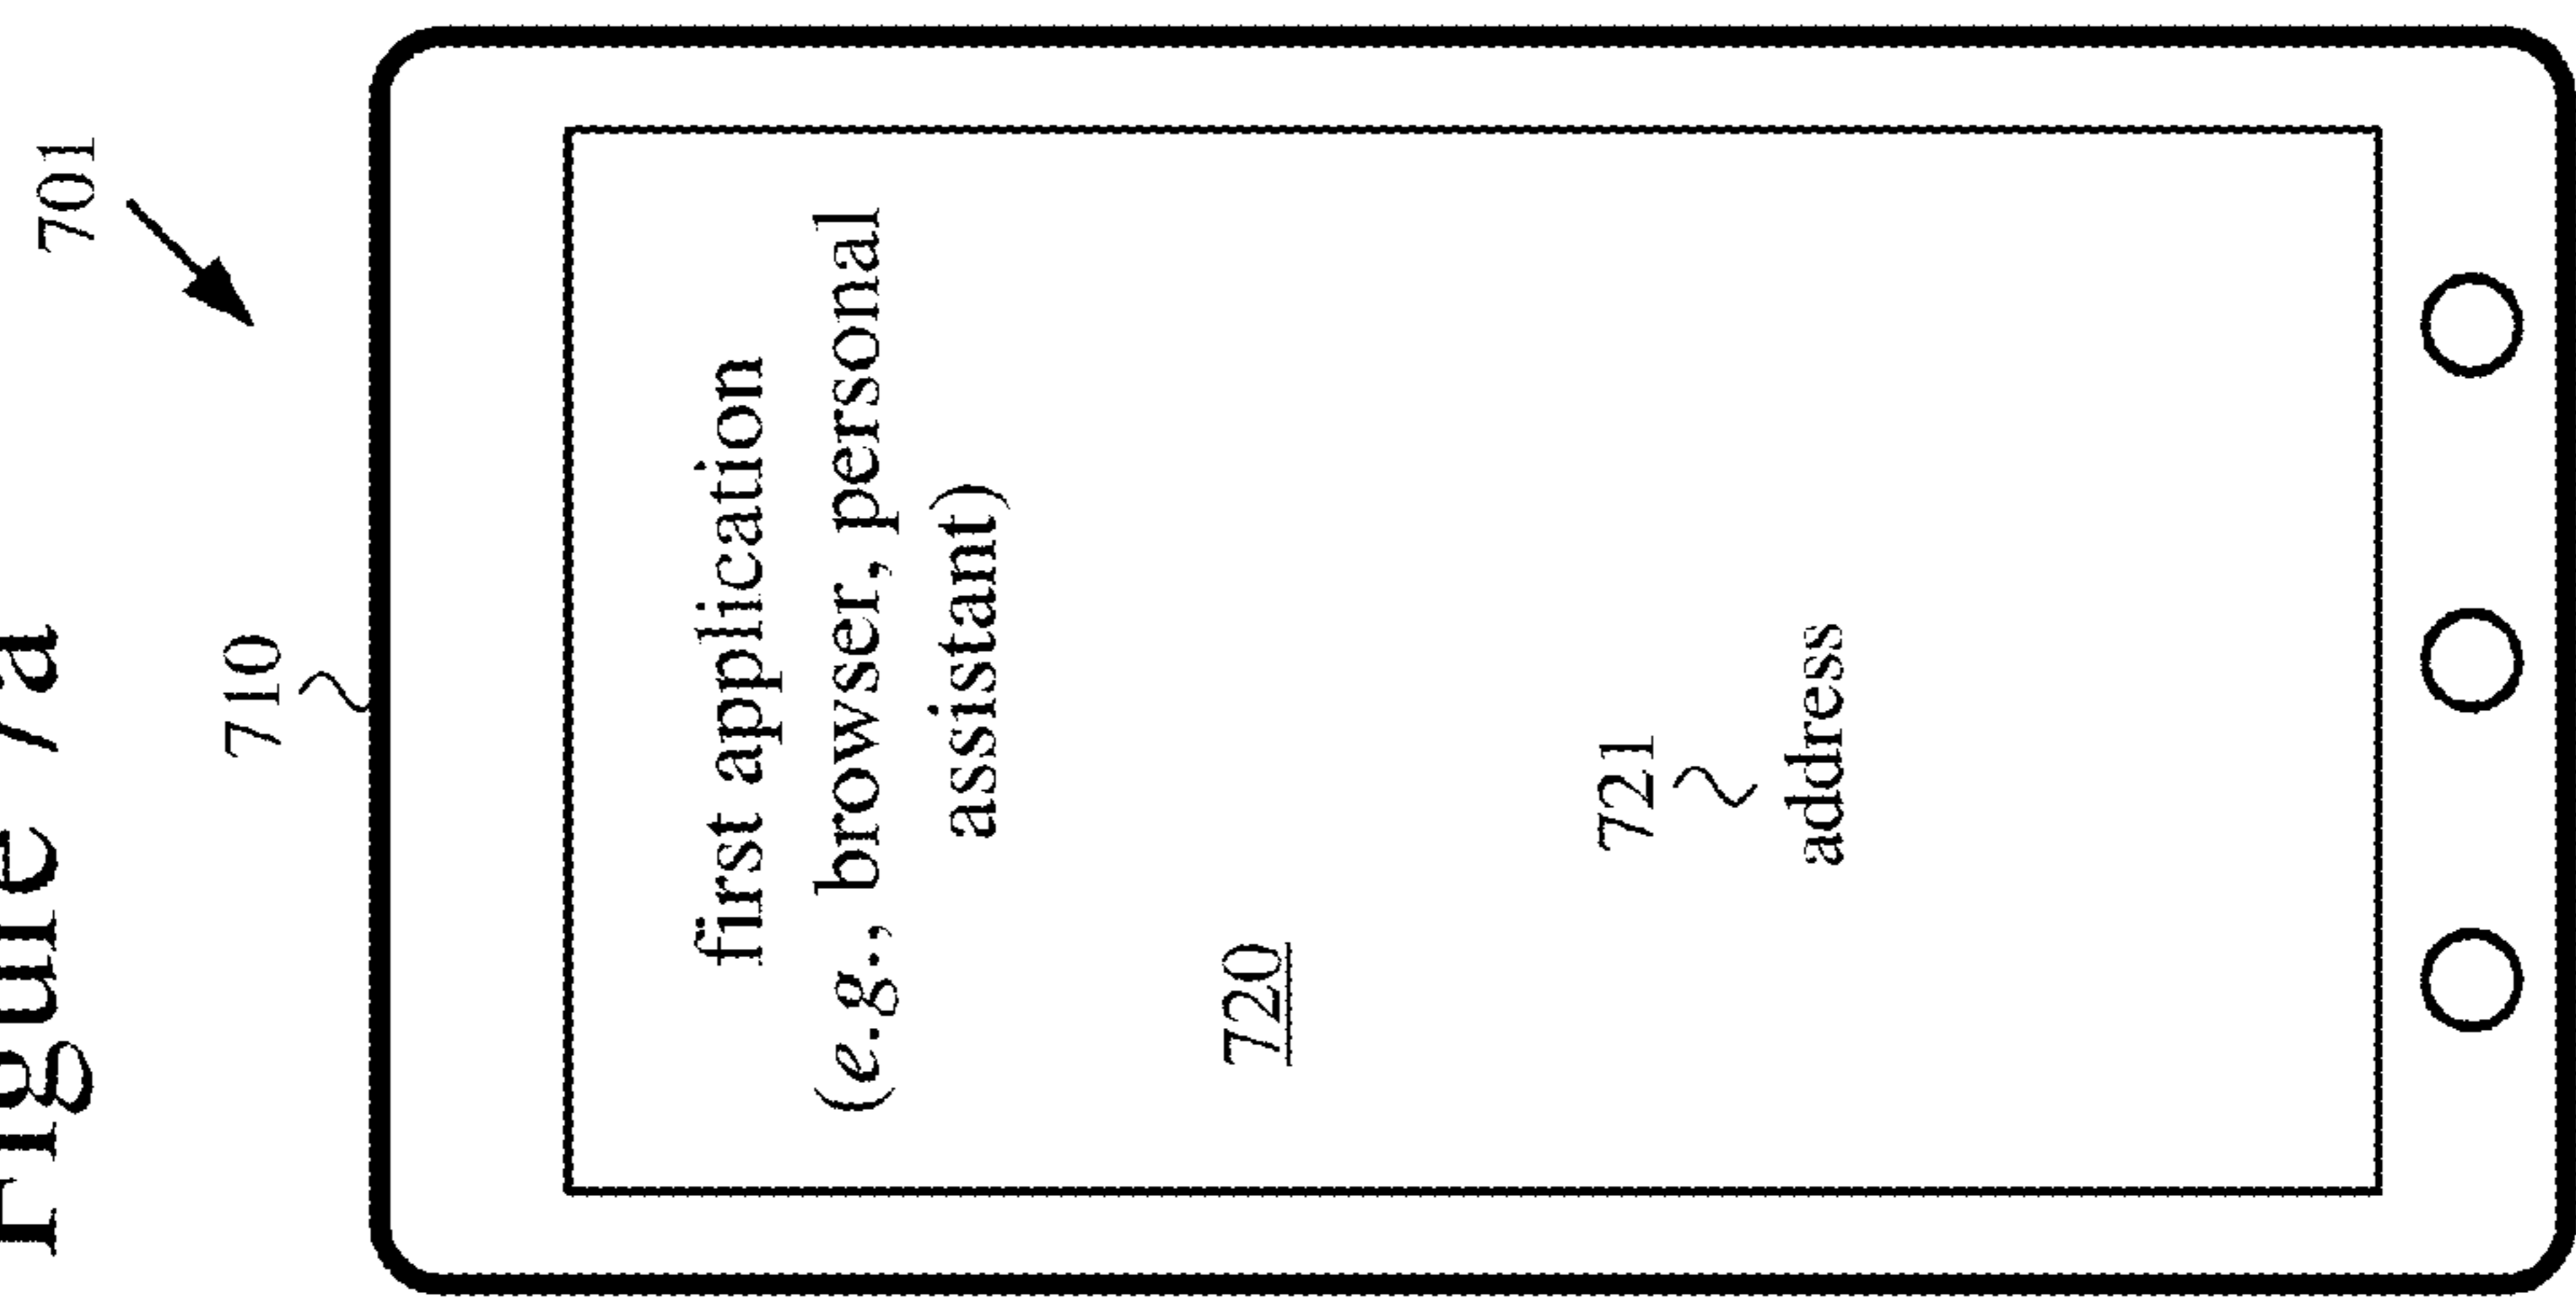 Figure 7a
701
710
first application
(e.g., browser, personal
assistant)
720
721
address